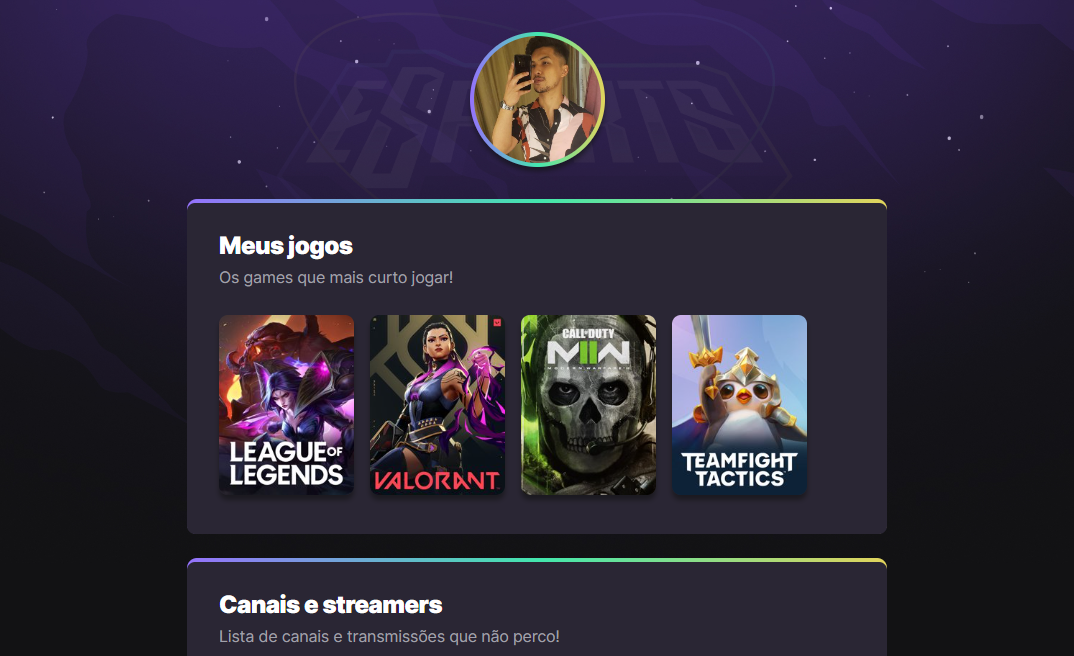 ESPORTS
Meus jogos
Os games que mais curto jogar!
LEAGUE OF
LEGENDS
VALORANT
CALL OF DUTY
MWII
MODERN WARFARE II
TEAMFIGHT
TACTICS
Canais e streamers
Lista de canais e transmissões que não perco!